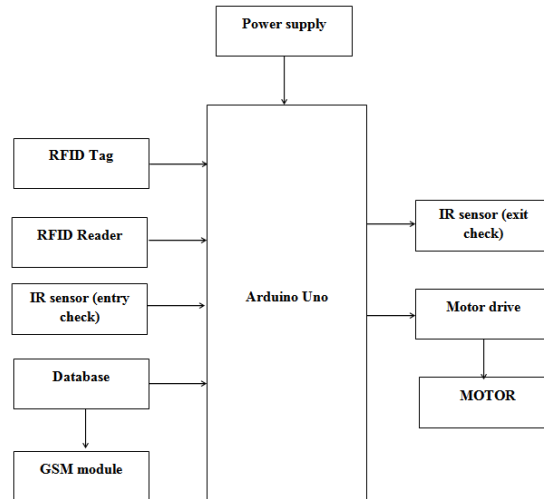 Power supply
RFID Tag
RFID Reader
IR sensor (entry
check)
Database
GSM module
Arduino Uno
IR sensor (exit
check)
Motor drive
MOTOR